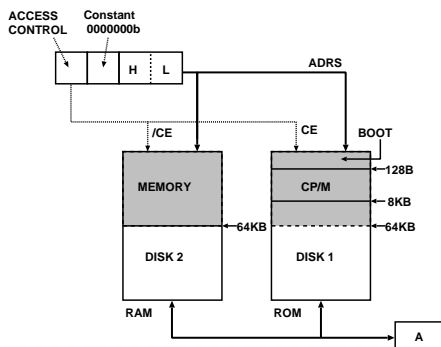 ACCESS
CONTROL
Constant
0000000b
H
L
ADRS
/CE
CE
BOOT
128B
MEMORY
CP/M
8KB
64KB
64KB
DISK 2
DISK 1
RAM
ROM
A